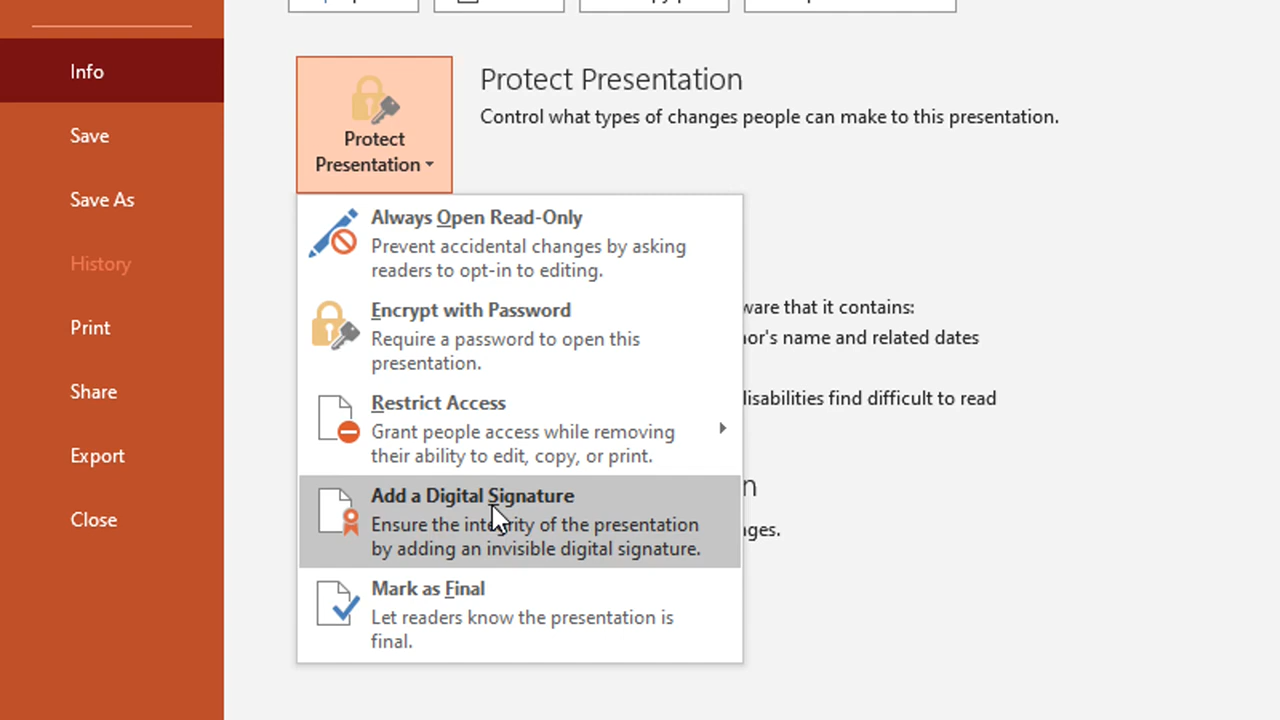 Info
Save
Save As
History
Print
Share
Export
Close
Protect Presentation
Control what types of changes people can make to this presentation.
Protect
Presentation
Always Open Read-Only
Prevent accidental changes by asking
readers to opt-in to editing.
Encrypt with Password
Require a password to open this
presentation.
Restrict Access
Grant people access while removing
their ability to edit, copy, or print.
Add a Digital Signature
Ensure the integrity of the presentation
by adding an invisible digital signature.
Mark as Final
Let readers know the presentation is
final.
that it contains:
name and related dates
find difficult to read